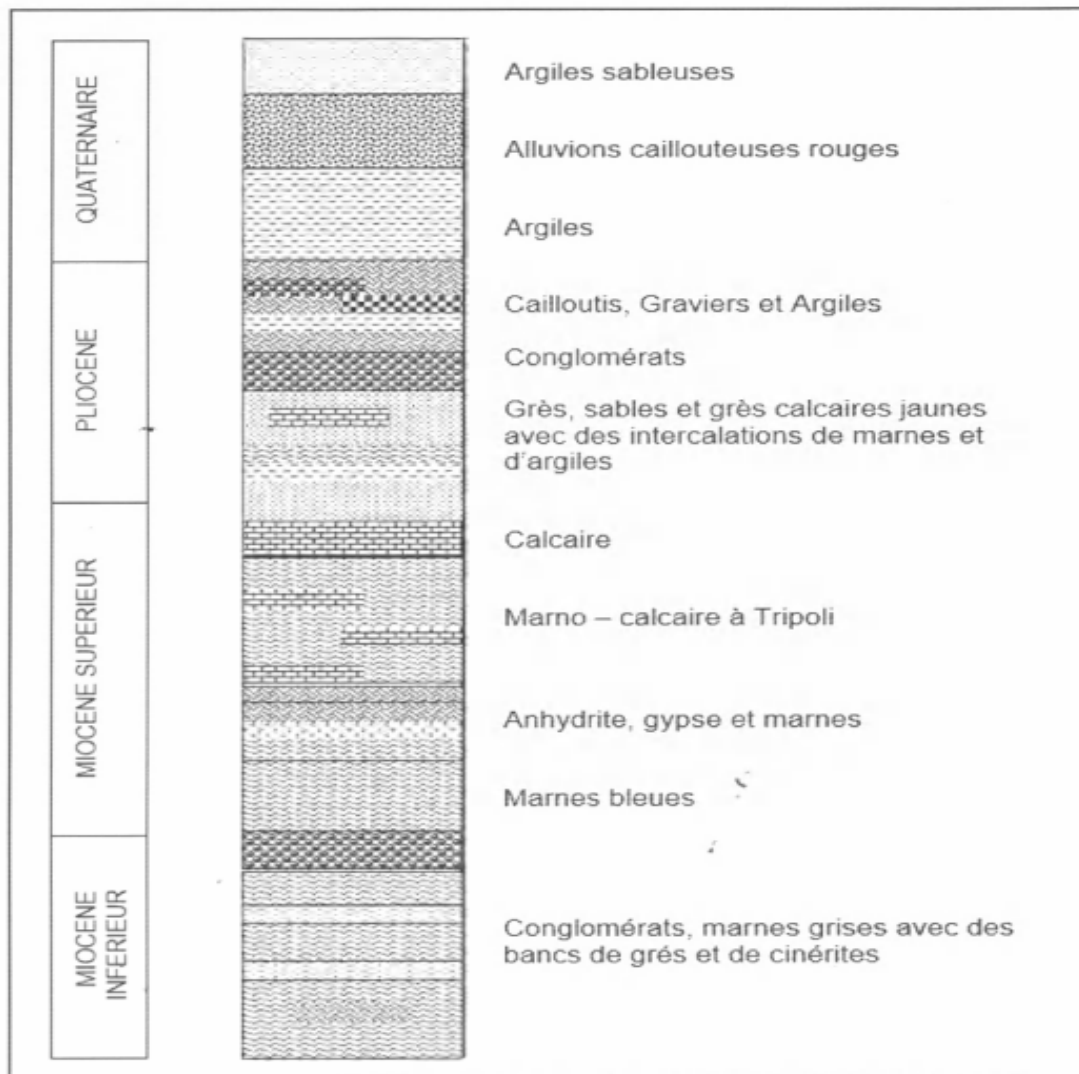 QUATERNAIRE
Argiles sableuses
Alluvions caillouteuses rouges
Argiles
PLIOCENE
Cailloutis, Graviers et Argiles
Conglomérats
Grès, sables et grès calcaires jaunes
avec des intercalations de marnes et
d'argiles
MIOCENE SUPERIEUR
Calcaire
Marno – calcaire à Tripoli
Anhydrite, gypse et marnes
Marnes bleues
MIOCENE
INFERIEUR
Conglomérats, marnes grises avec des
bancs de grés et de cinérites